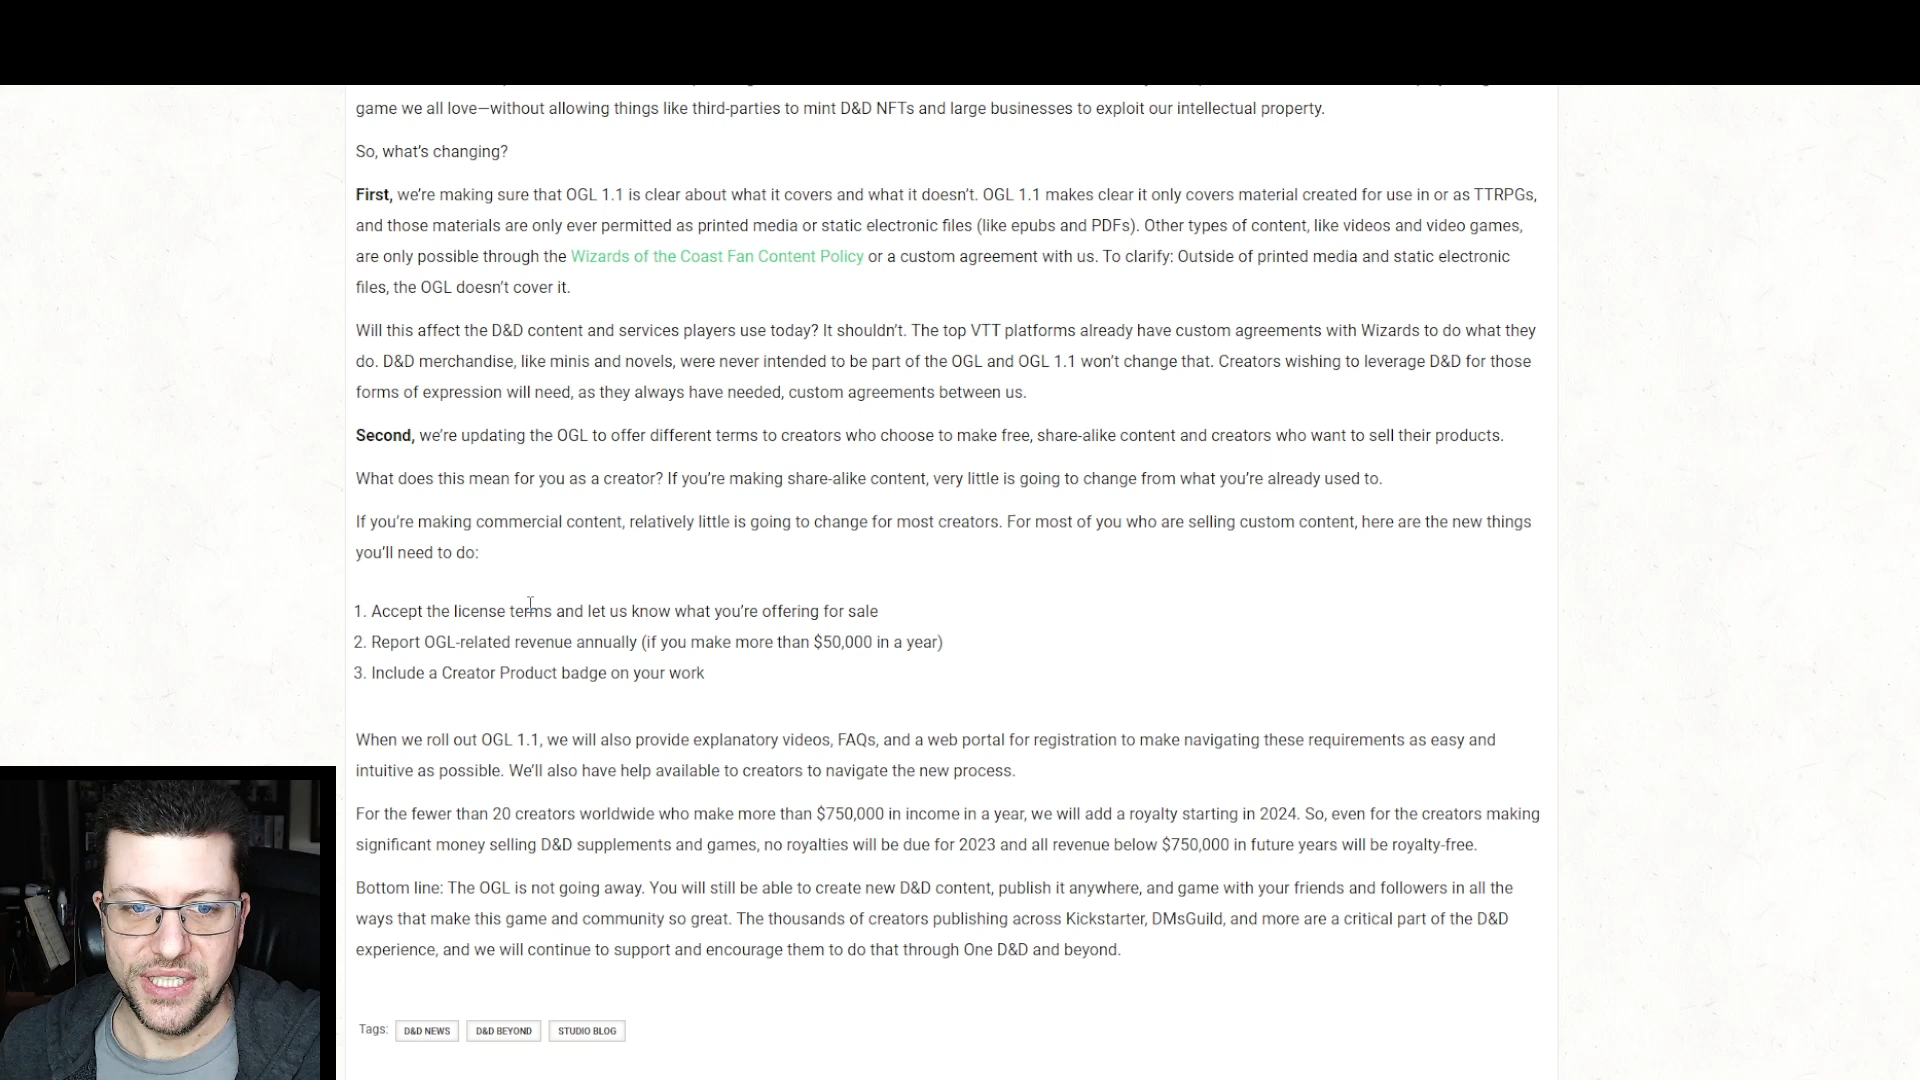 game we all love—without allowing things like third-parties to mint D&D NFTs and large businesses to exploit our intellectual property.
So, what’s changing?
First, we’re making sure that OGL 1.1 is clear about what it covers and what it doesn’t. OGL 1.1 makes clear it only covers material created for use in or as TTRPGs,
and those materials are only ever permitted as printed media or static electronic files (like epubs and PDFs). Other types of content, like videos and video games,
are only possible through the Wizards of the Coast Fan Content Policy or a custom agreement with us. To clarify: Outside of printed media and static electronic
files, the OGL doesn’t cover it.
Will this affect the D&D content and services players use today? It shouldn’t. The top VTT platforms already have custom agreements with Wizards to do what they
do. D&D merchandise, like minis and novels, were never intended to be part of the OGL and OGL 1.1 won’t change that. Creators wishing to leverage D&D for those
forms of expression will need, as they always have needed, custom agreements between us.
Second, we’re updating the OGL to offer different terms to creators who choose to make free, share-alike content and creators who want to sell their products.
What does this mean for you as a creator? If you’re making share-alike content, very little is going to change from what you’re already used to.
If you’re making commercial content, relatively little is going to change for most creators. For most of you who are selling custom content, here are the new things
you’ll need to do:
1. Accept the license terms and let us know what you’re offering for sale
2. Report OGL-related revenue annually (if you make more than $50,000 in a year)
3. Include a Creator Product badge on your work
When we roll out OGL 1.1, we will also provide explanatory videos, FAQs, and a web portal for registration to make navigating these requirements as easy and
intuitive as possible. We’ll also have help available to creators to navigate the new process.
For the fewer than 20 creators worldwide who make more than $750,000 in income in a year, we will add a royalty starting in 2024. So, even for the creators making
significant money selling D&D supplements and games, no royalties will be due for 2023 and all revenue below $750,000 in future years will be royalty-free.
Bottom line: The OGL is not going away. You will still be able to create new D&D content, publish it anywhere, and game with your friends and followers in all the
ways that make this game and community so great. The thousands of creators publishing across Kickstarter, DMsGuild, and more are a critical part of the D&D
experience, and we will continue to support and encourage them to do that through One D&D and beyond.
Tags: D&D NEWS D&D BEYOND STUDIO BLOG